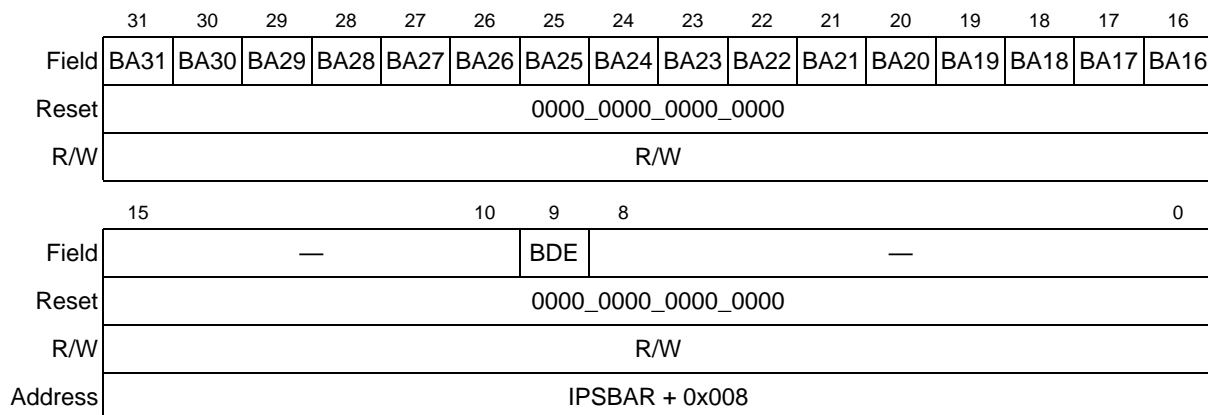 31 30 29 28 27 26 25 24 23 22 21 20 19 18 17 16
Field BA31 BA30 BA29 BA28 BA27 BA26 BA25 BA24 BA23 BA22 BA21 BA20 BA19 BA18 BA17 BA16
Reset 0000_0000_0000_0000
R/W R/W
15 10 9 8 0
Field — BDE —
Reset 0000_0000_0000_0000
R/W R/W
Address IPSBAR + 0x008